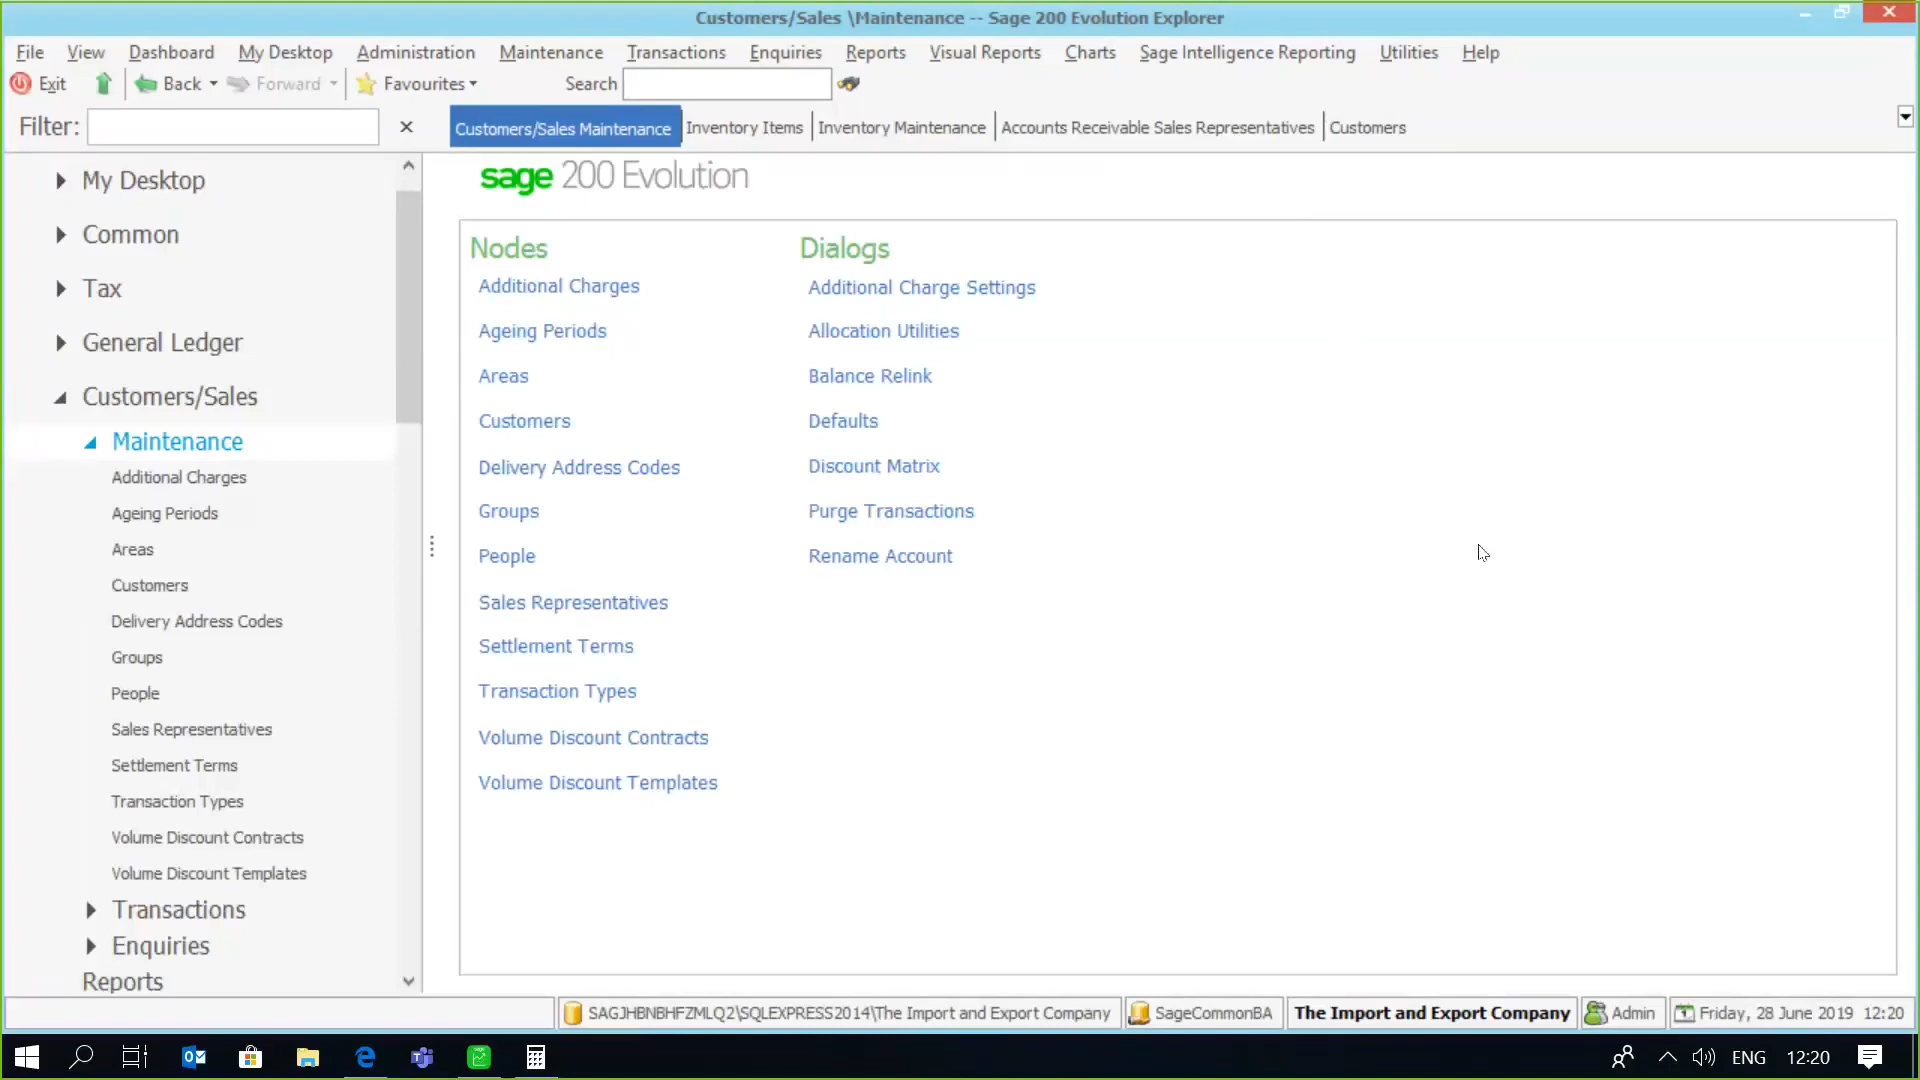 Customers/Sales \Maintenance -- Sage 200 Evolution Explorer
File View Dashboard My Desktop Administration Maintenance Transactions Enquiries Reports Visual Reports Charts Sage Intelligence Reporting Utilities Help
Exit Back Forward Favourites Search
Filter:
Customers/Sales Maintenance Inventory Items Inventory Maintenance Accounts Receivable Sales Representatives Customers
My Desktop
Common
Tax
General Ledger
Customers/Sales
Maintenance
Additional Charges
Ageing Periods
Areas
Customers
Delivery Address Codes
Groups
People
Sales Representatives
Settlement Terms
Transaction Types
Volume Discount Contracts
Volume Discount Templates
Transactions
Enquiries
Reports
sage 200 Evolution
Nodes
Additional Charges
Ageing Periods
Areas
Customers
Delivery Address Codes
Groups
People
Sales Representatives
Settlement Terms
Transaction Types
Volume Discount Contracts
Volume Discount Templates
Dialogs
Additional Charge Settings
Allocation Utilities
Balance Relink
Defaults
Discount Matrix
Purge Transactions
Rename Account
SAGJHBNBHFZMLQ2\SQLEXPRESS2014\The Import and Export Company SageCommonBA The Import and Export Company Admin Friday, 28 June 2019 12:20
ENG 12:20